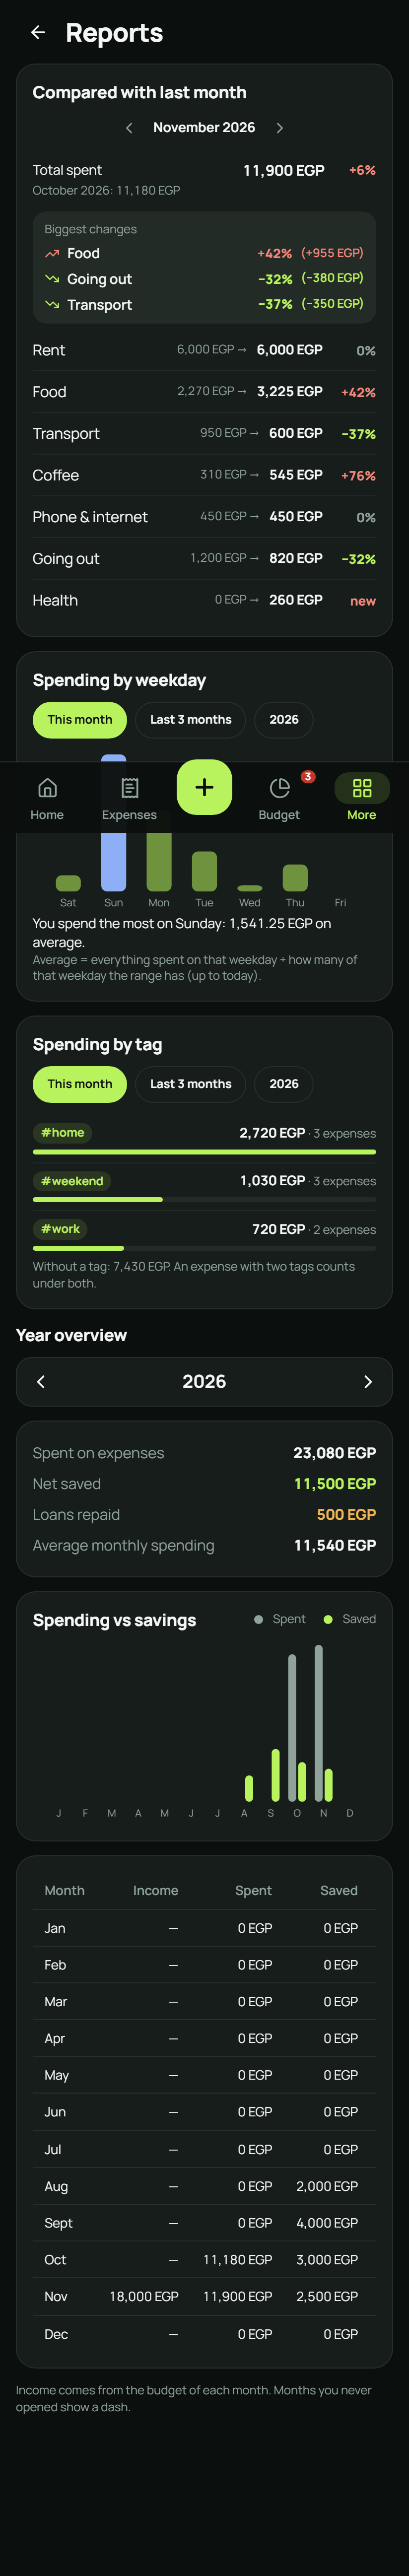 Reports
Compared with last month
November 2026
Total spent 11,900 EGP +6%
October 2026: 11,180 EGP
Biggest changes
Food +42% (+955 EGP)
Going out −32% (−380 EGP)
Transport −37% (−350 EGP)
Rent 6,000 EGP → 6,000 EGP 0%
Food 2,270 EGP → 3,225 EGP +42%
Transport 950 EGP → 600 EGP −37%
Coffee 310 EGP → 545 EGP +76%
Phone & internet 450 EGP → 450 EGP 0%
Going out 1,200 EGP → 820 EGP −32%
Health 0 EGP → 260 EGP new
Spending by weekday
This month Last 3 months 2026
3
Home Expenses + Budget More
Sat Sun Mon Tue Wed Thu Fri
You spend the most on Sunday: 1,541.25 EGP on
average.
Average = everything spent on that weekday ÷ how many of
that weekday the range has (up to today).
Spending by tag
This month Last 3 months 2026
#home 2,720 EGP · 3 expenses
#weekend 1,030 EGP · 3 expenses
#work 720 EGP · 2 expenses
Without a tag: 7,430 EGP. An expense with two tags counts
under both.
Year overview
2026
Spent on expenses 23,080 EGP
Net saved 11,500 EGP
Loans repaid 500 EGP
Average monthly spending 11,540 EGP
Spending vs savings Spent Saved
J F M A M J J A S O N D
Month Income Spent Saved
Jan — 0 EGP 0 EGP
Feb — 0 EGP 0 EGP
Mar — 0 EGP 0 EGP
Apr — 0 EGP 0 EGP
May — 0 EGP 0 EGP
Jun — 0 EGP 0 EGP
Jul — 0 EGP 0 EGP
Aug — 0 EGP 2,000 EGP
Sept — 0 EGP 4,000 EGP
Oct — 11,180 EGP 3,000 EGP
Nov 18,000 EGP 11,900 EGP 2,500 EGP
Dec — 0 EGP 0 EGP
Income comes from the budget of each month. Months you never
opened show a dash.